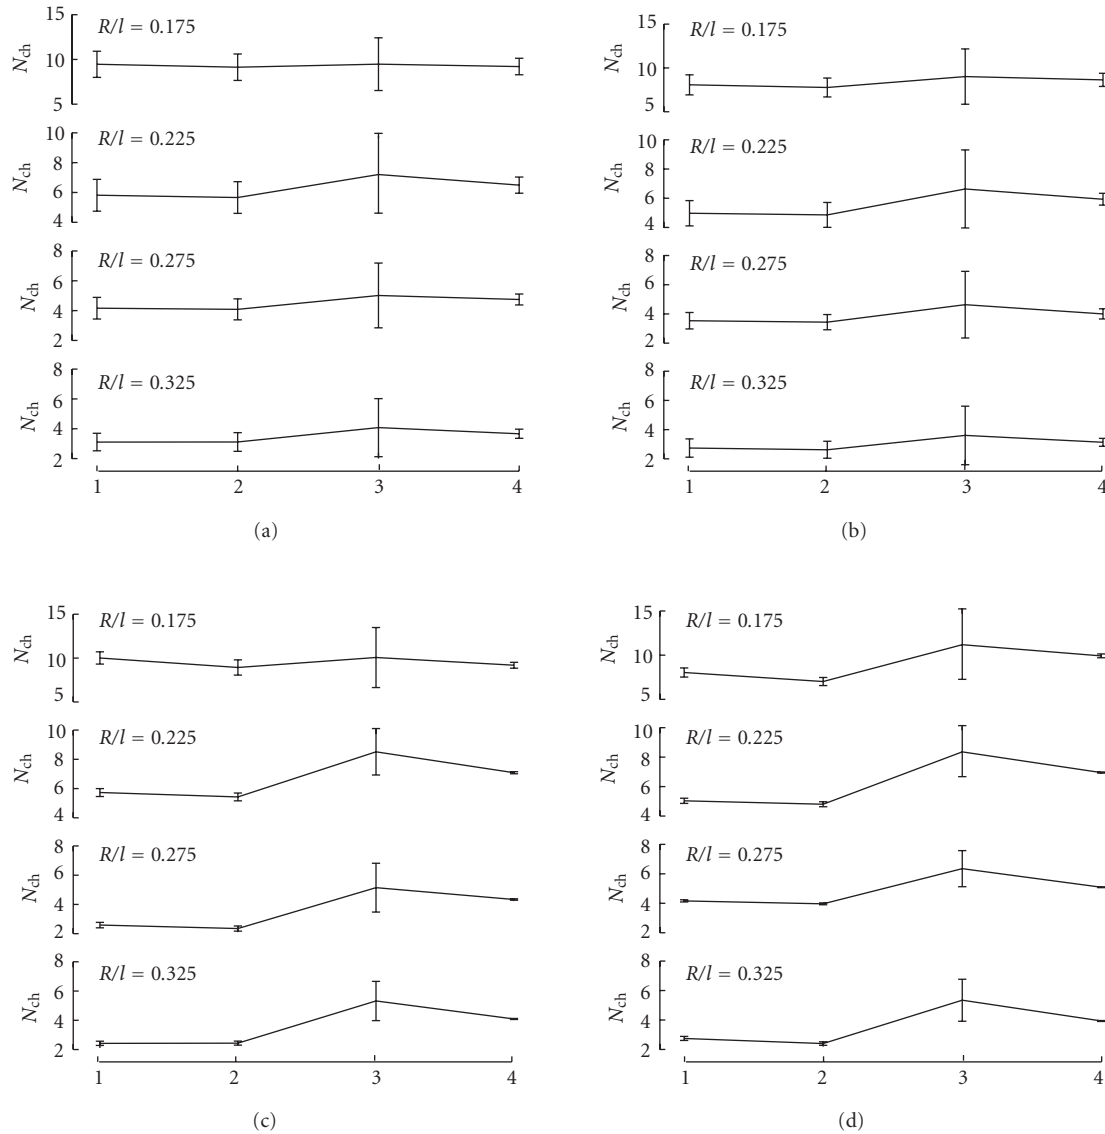 N_ch
15
10
5
R/l = 0.175
N_ch
10
8
6
4
R/l = 0.225
N_ch
8
6
4
2
R/l = 0.275
N_ch
8
6
4
2
R/l = 0.325
1 2 3 4
(a)
N_ch
15
10
5
R/l = 0.175
N_ch
10
8
6
4
R/l = 0.225
N_ch
8
6
4
2
R/l = 0.275
N_ch
8
6
4
2
R/l = 0.325
1 2 3 4
(b)
N_ch
15
10
5
R/l = 0.175
N_ch
10
8
6
4
R/l = 0.225
N_ch
8
6
4
2
R/l = 0.275
N_ch
8
6
4
2
R/l = 0.325
1 2 3 4
(c)
N_ch
15
10
5
R/l = 0.175
N_ch
10
8
6
4
R/l = 0.225
N_ch
8
6
4
2
R/l = 0.275
N_ch
8
6
4
2
R/l = 0.325
1 2 3 4
(d)